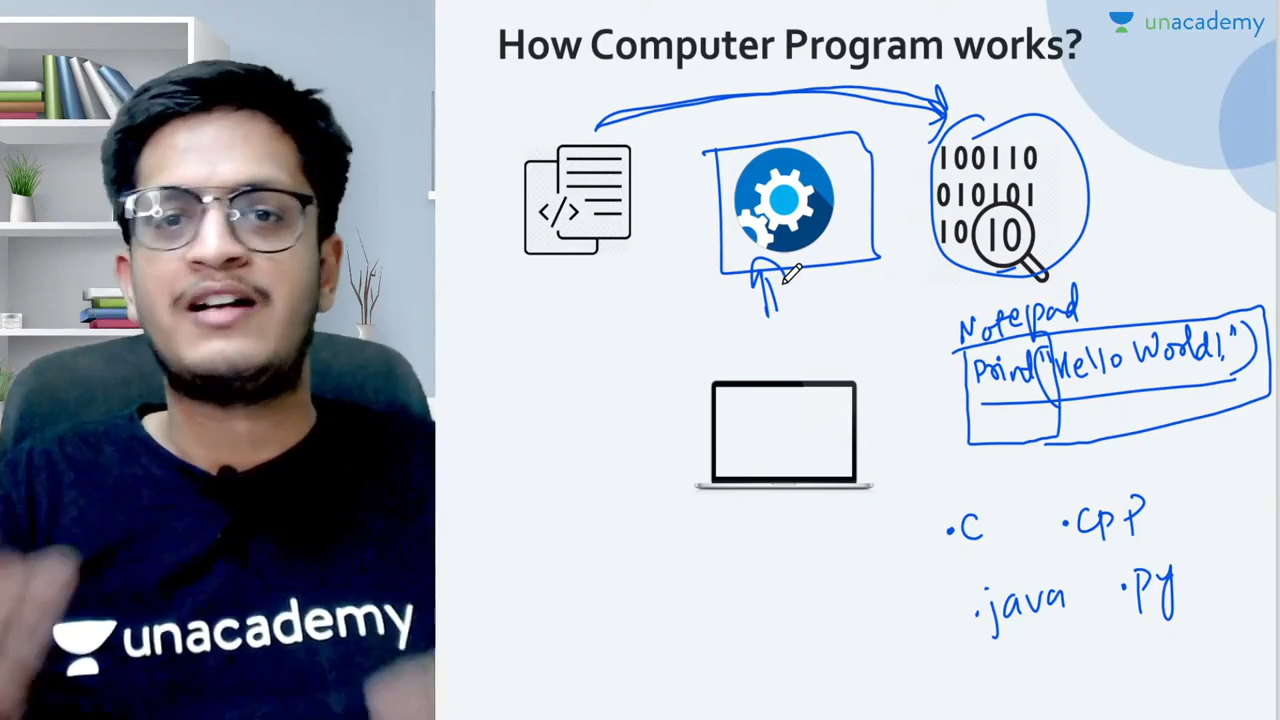 unacademy
How Computer Program works?
100110
010101
10 10
Notepad
Print("Hello World!")
.C .cpp
.java .py
unacademy